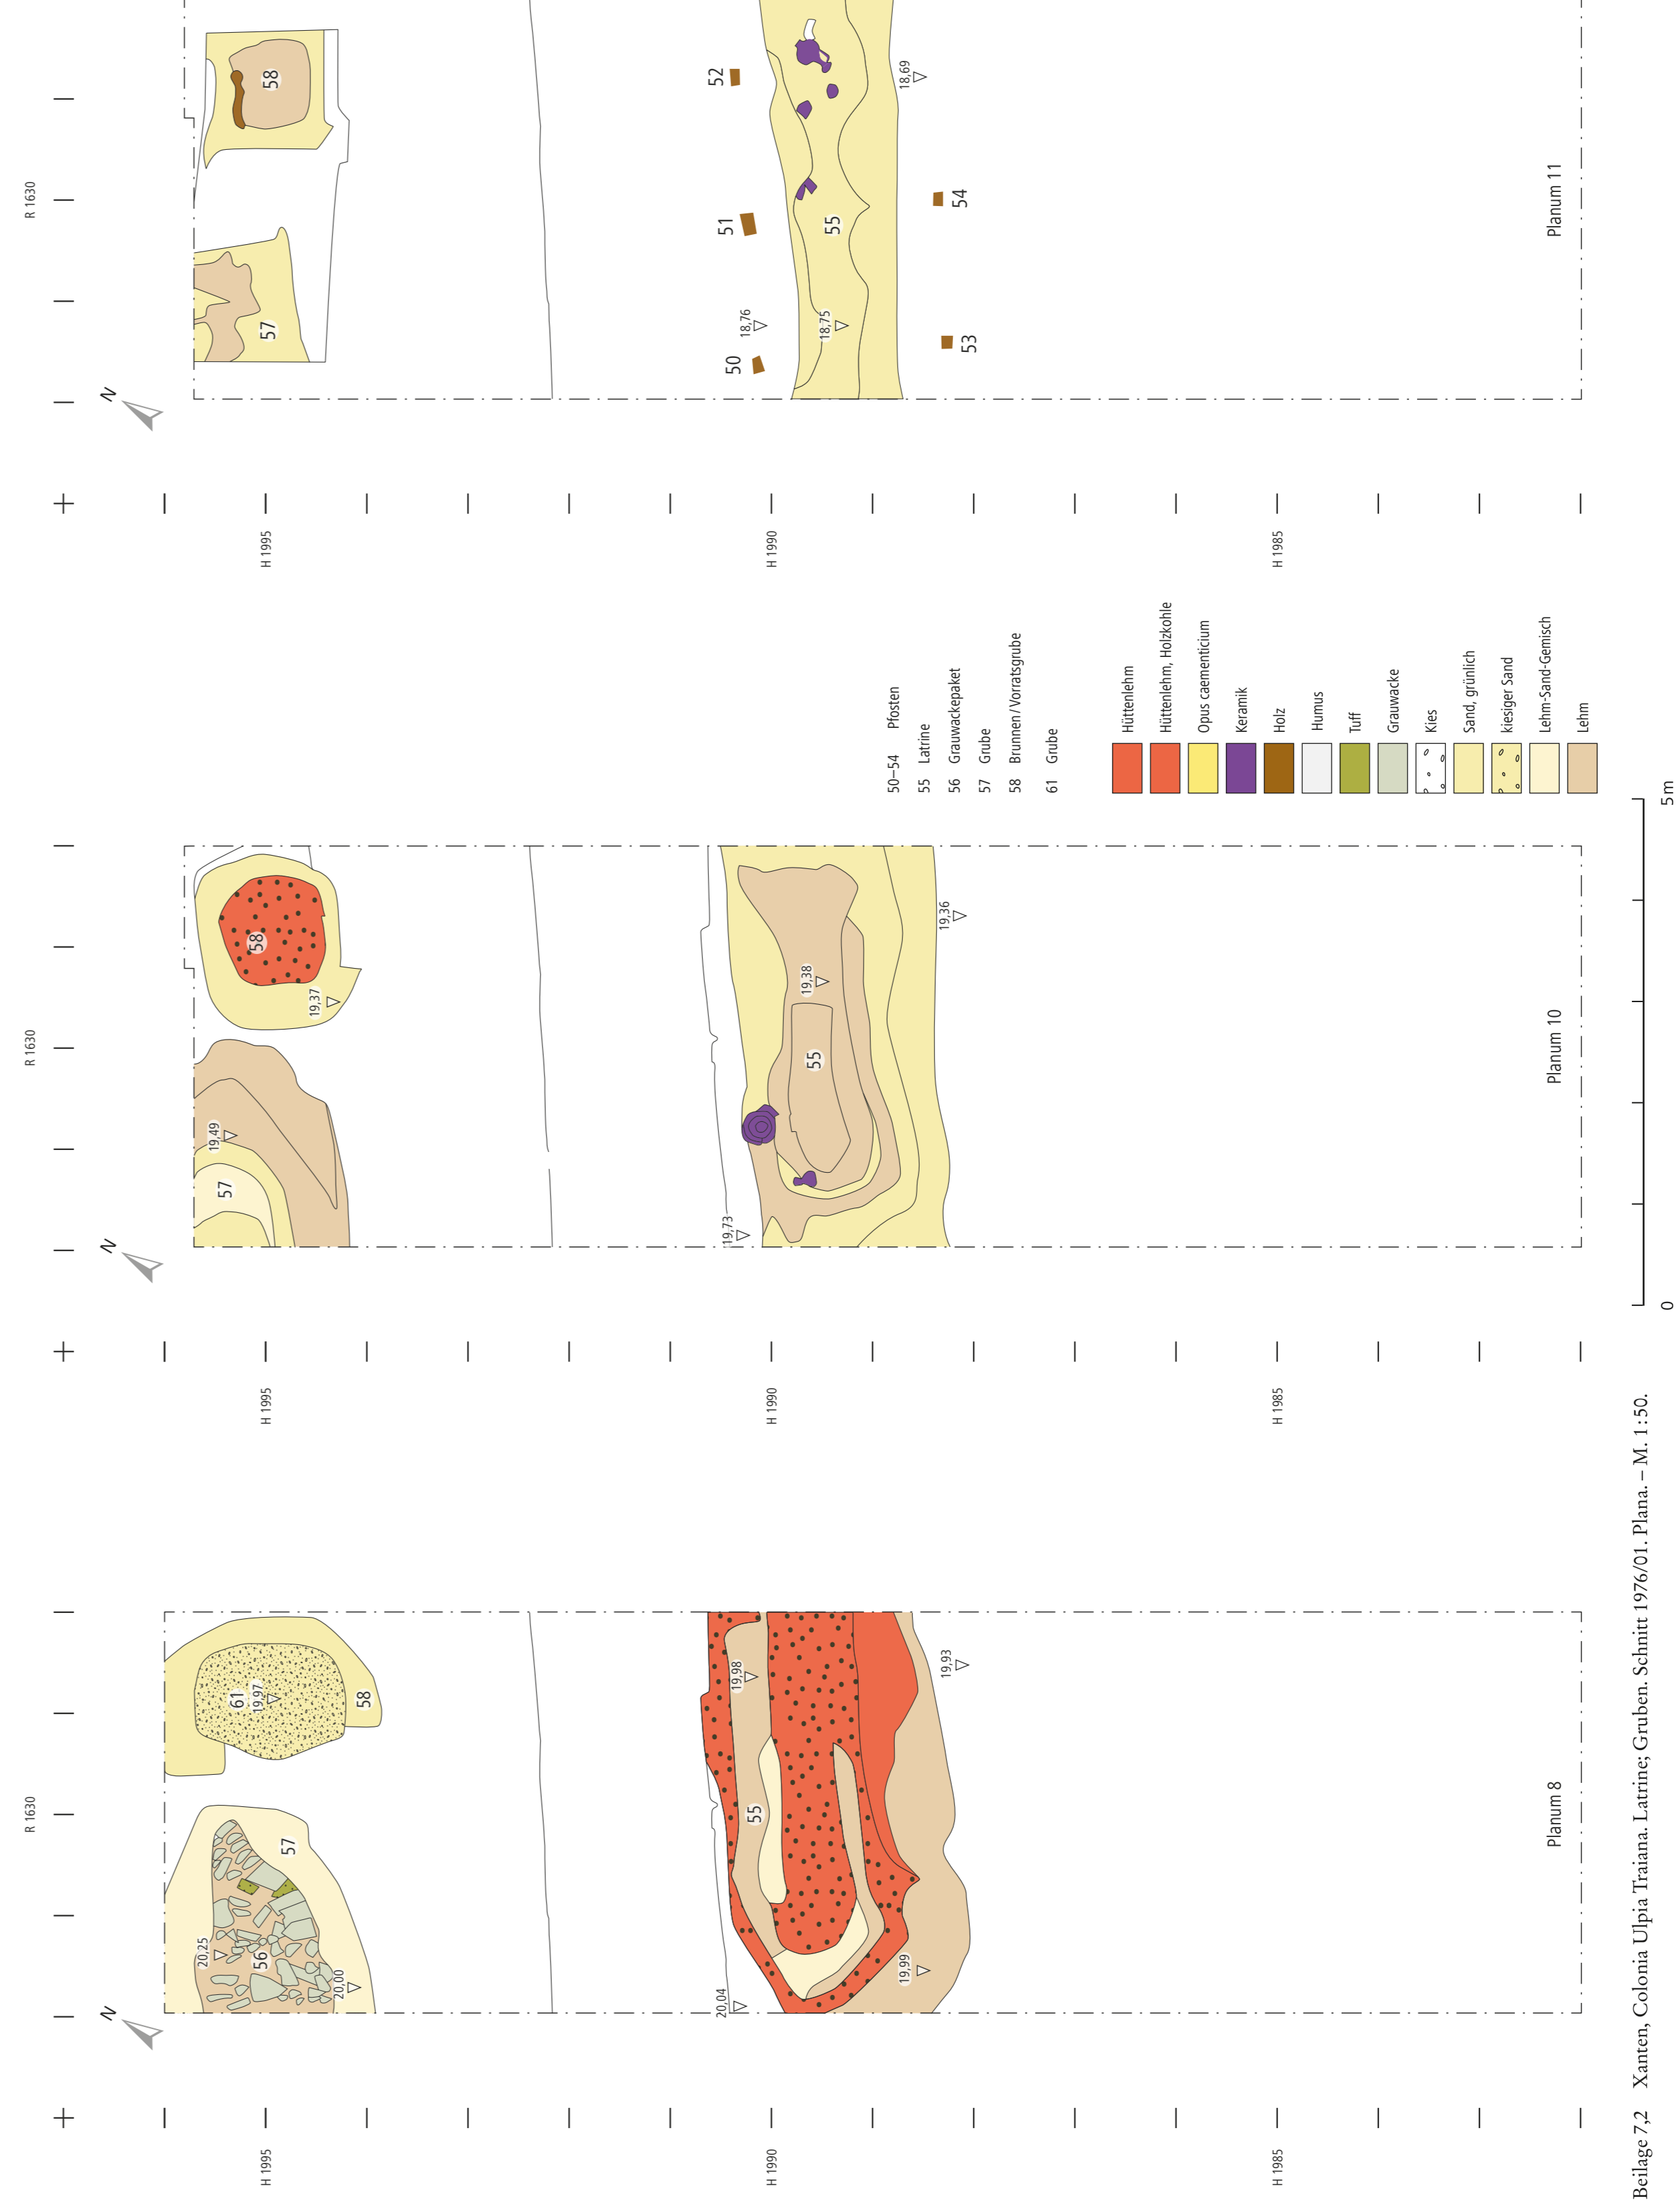 R 1630
N
H 1995
H 1990
H 1985
61
19,97
58
57
20,25
56
20,00
19,98
55
19,93
19,99
20,04
Planum 8
R 1630
N
H 1995
H 1990
H 1985
58
19,37
19,49
57
19,36
19,38
55
19,73
Planum 10
R 1630
N
H 1995
H 1990
H 1985
58
57
52
51
18,76
50
55
18,75
18,69
54
53
Planum 11
50–54 Pfosten
55 Latrine
56 Grauwackepaket
57 Grube
58 Brunnen / Vorratsgrube
61 Grube
Hüttenlehm
Hüttenlehm, Holzkohle
Opus caementicium
Keramik
Holz
Humus
Tuff
Grauwacke
Kies
Sand, grünlich
kiesiger Sand
Lehm-Sand-Gemisch
Lehm
0 5 m
Beilage 7,2 Xanten, Colonia Ulpia Traiana. Latrine; Gruben. Schnitt 1976/01. Plana. – M. 1 : 50.